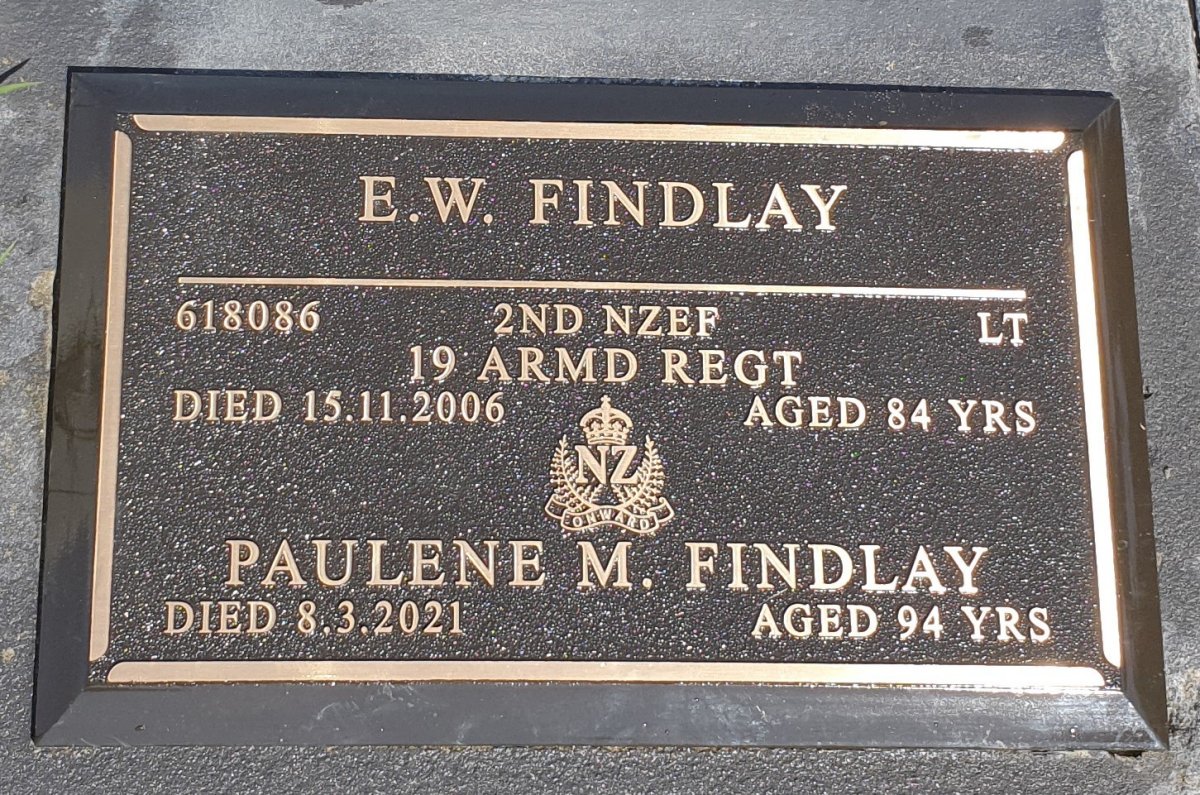 E.W. FINDLAY
618086 2ND NZEF LT
19 ARMD REGT
DIED 15.11.2006 AGED 84 YRS
NZ
ONWARD
PAULENE M. FINDLAY
DIED 8.3.2021 AGED 94 YRS